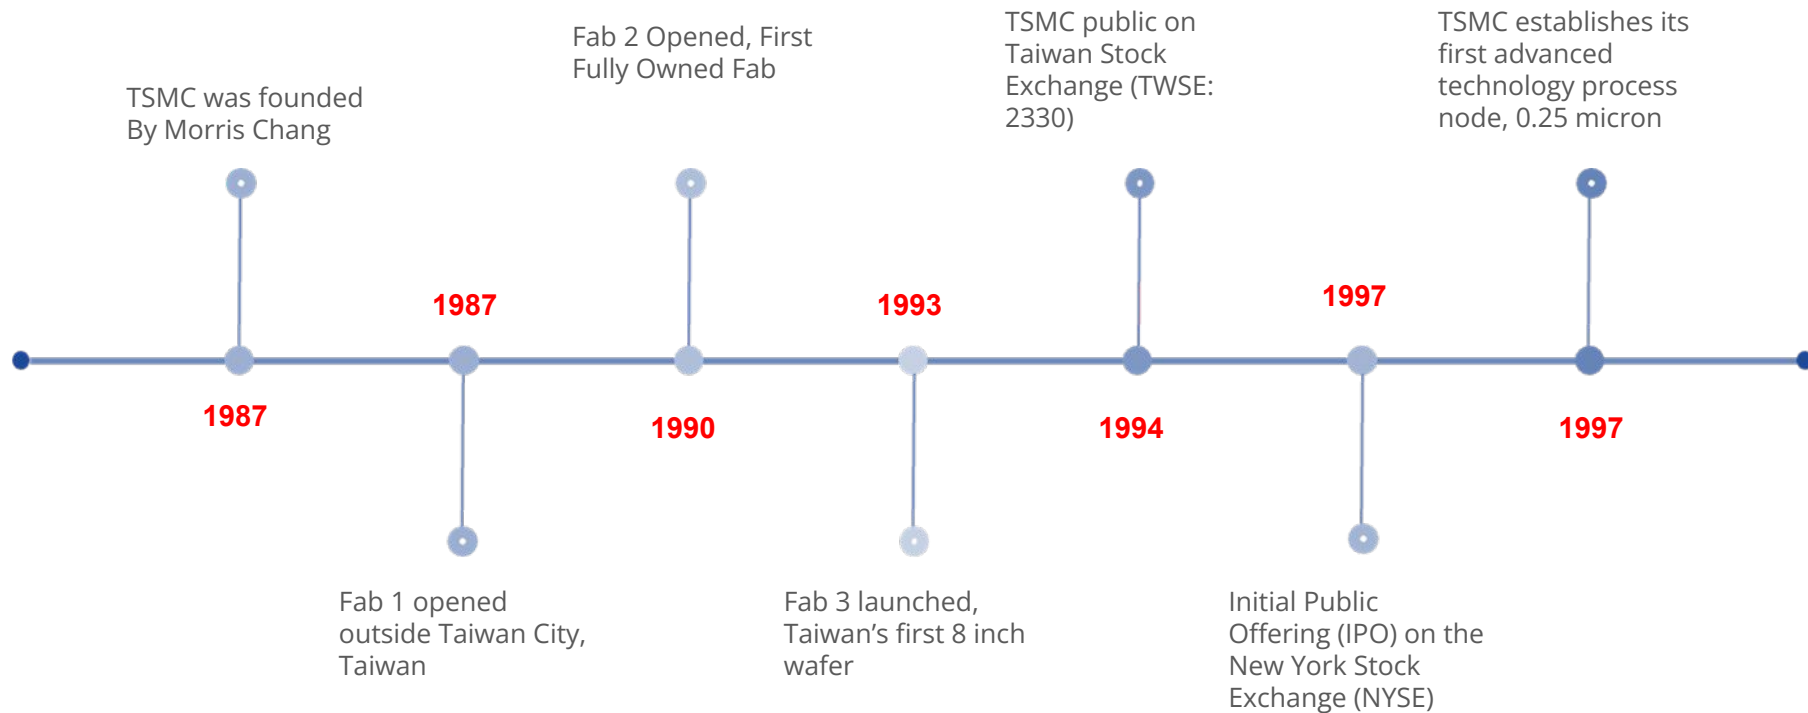 TSMC was founded
By Morris Chang
1987
1987
Fab 1 opened
outside Taiwan City,
Taiwan
Fab 2 Opened, First
Fully Owned Fab
1990
1993
Fab 3 launched,
Taiwan’s first 8 inch
wafer
TSMC public on
Taiwan Stock
Exchange (TWSE:
2330)
1994
1997
Initial Public
Offering (IPO) on the
New York Stock
Exchange (NYSE)
TSMC establishes its
first advanced
technology process
node, 0.25 micron
1997